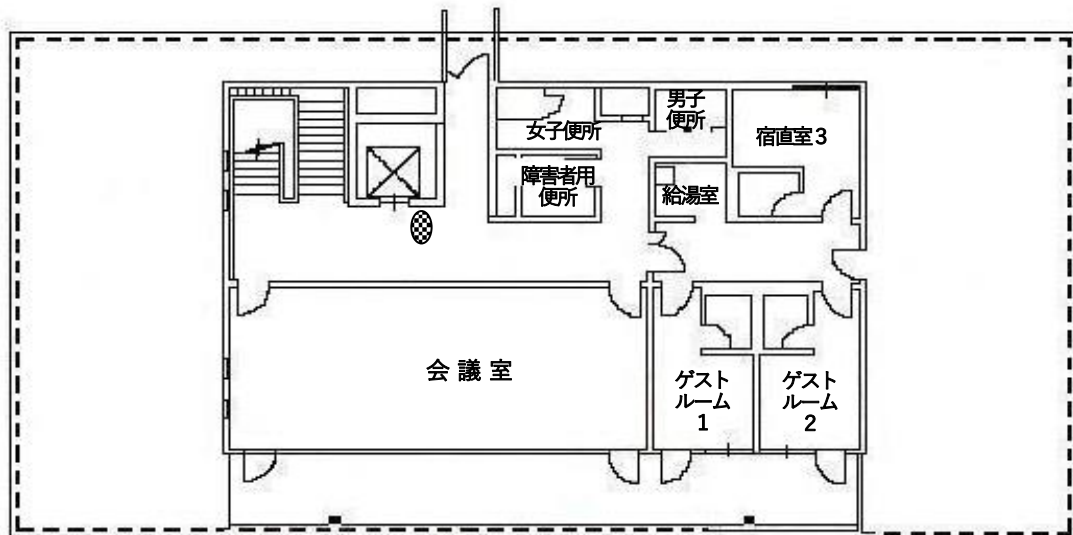 男子
便所
女子便所
宿直室3
障害者用
便所
給湯室
会議室
ゲスト
ルーム
1
ゲスト
ルーム
2